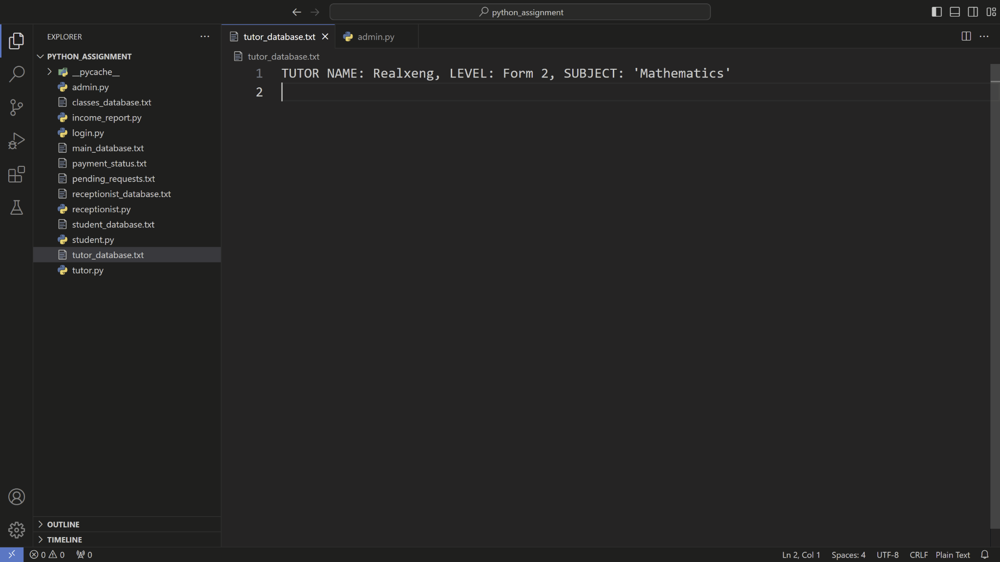 python_assignment
EXPLORER
PYTHON_ASSIGNMENT
__pycache__
admin.py
classes_database.txt
income_report.py
login.py
main_database.txt
payment_status.txt
pending_requests.txt
receptionist_database.txt
receptionist.py
student_database.txt
student.py
tutor_database.txt
tutor.py
OUTLINE
TIMELINE
tutor_database.txt admin.py
tutor_database.txt
1 TUTOR NAME: Realxeng, LEVEL: Form 2, SUBJECT: 'Mathematics'
2
0 0 0 Ln 2, Col 1 Spaces: 4 UTF-8 CRLF Plain Text